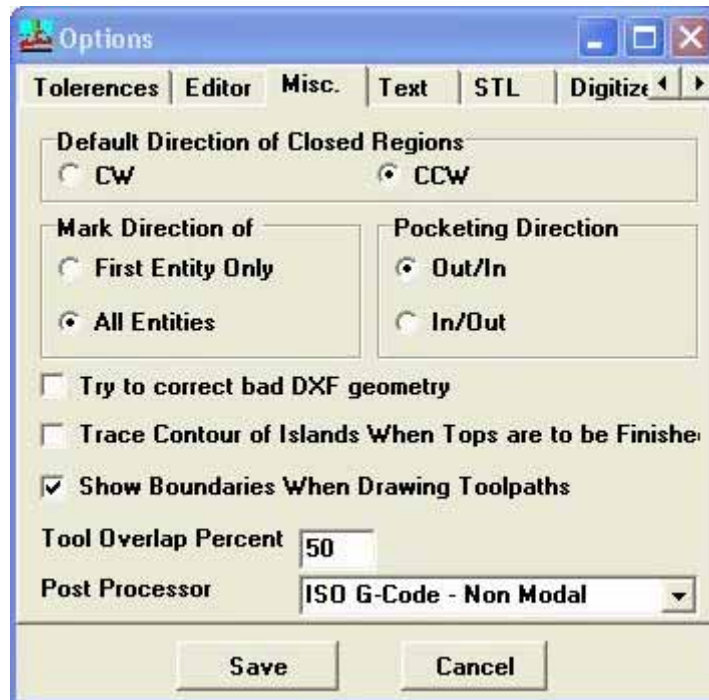 Options
Tolerences Editor Misc. Text STL Digitize
Default Direction of Closed Regions
CW CCW
Mark Direction of Pocketing Direction
First Entity Only Out/In
All Entities In/Out
Try to correct bad DXF geometry
Trace Contour of Islands When Tops are to be Finishe
Show Boundaries When Drawing Toolpaths
Tool Overlap Percent 50
Post Processor ISO G-Code - Non Modal
Save Cancel